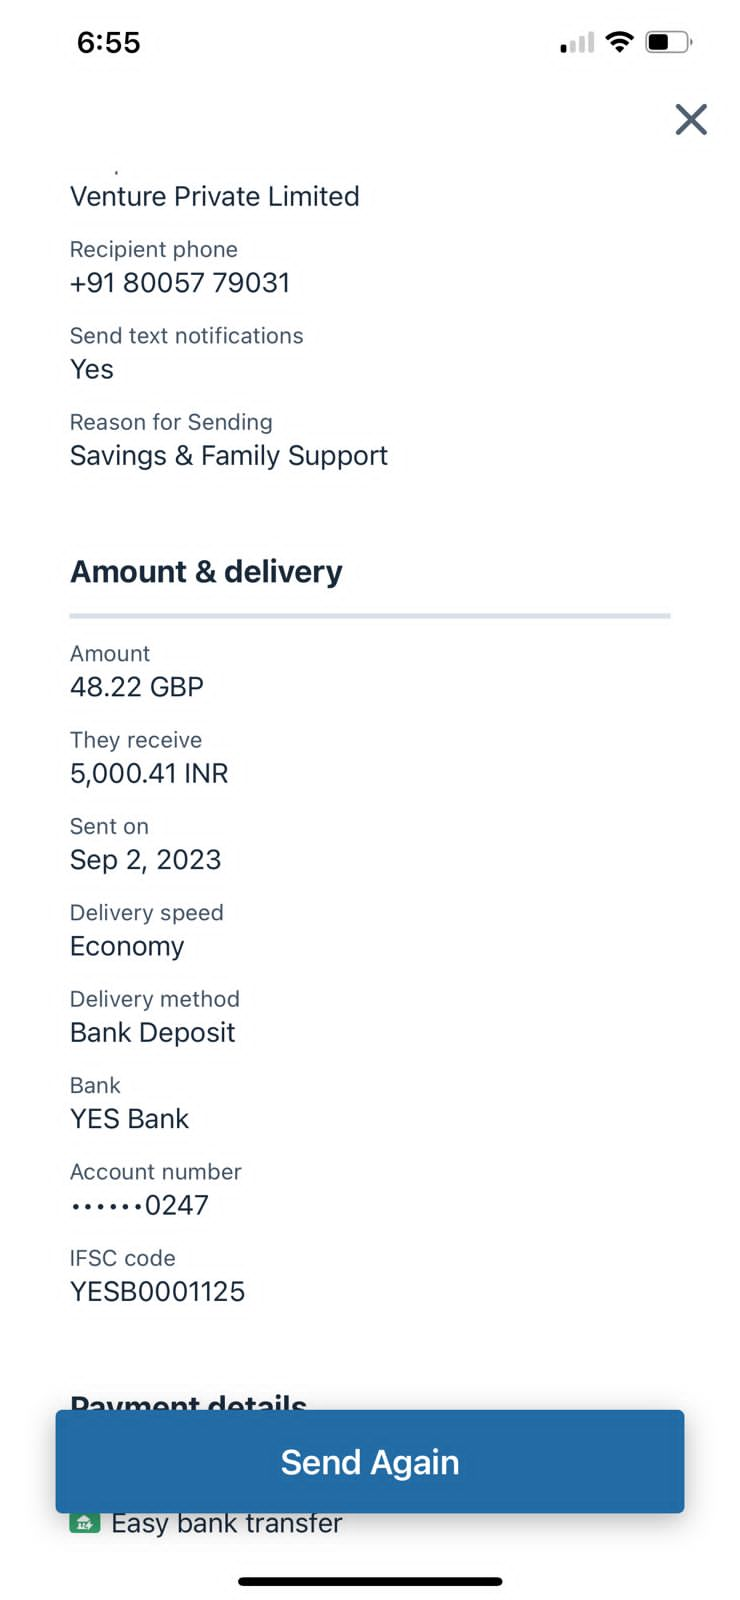 6:55
Venture Private Limited
Recipient phone
+91 80057 79031
Send text notifications
Yes
Reason for Sending
Savings & Family Support
Amount & delivery
Amount
48.22 GBP
They receive
5,000.41 INR
Sent on
Sep 2, 2023
Delivery speed
Economy
Delivery method
Bank Deposit
Bank
YES Bank
Account number
••••••0247
IFSC code
YESB0001125
Payment details
Send Again
Easy bank transfer